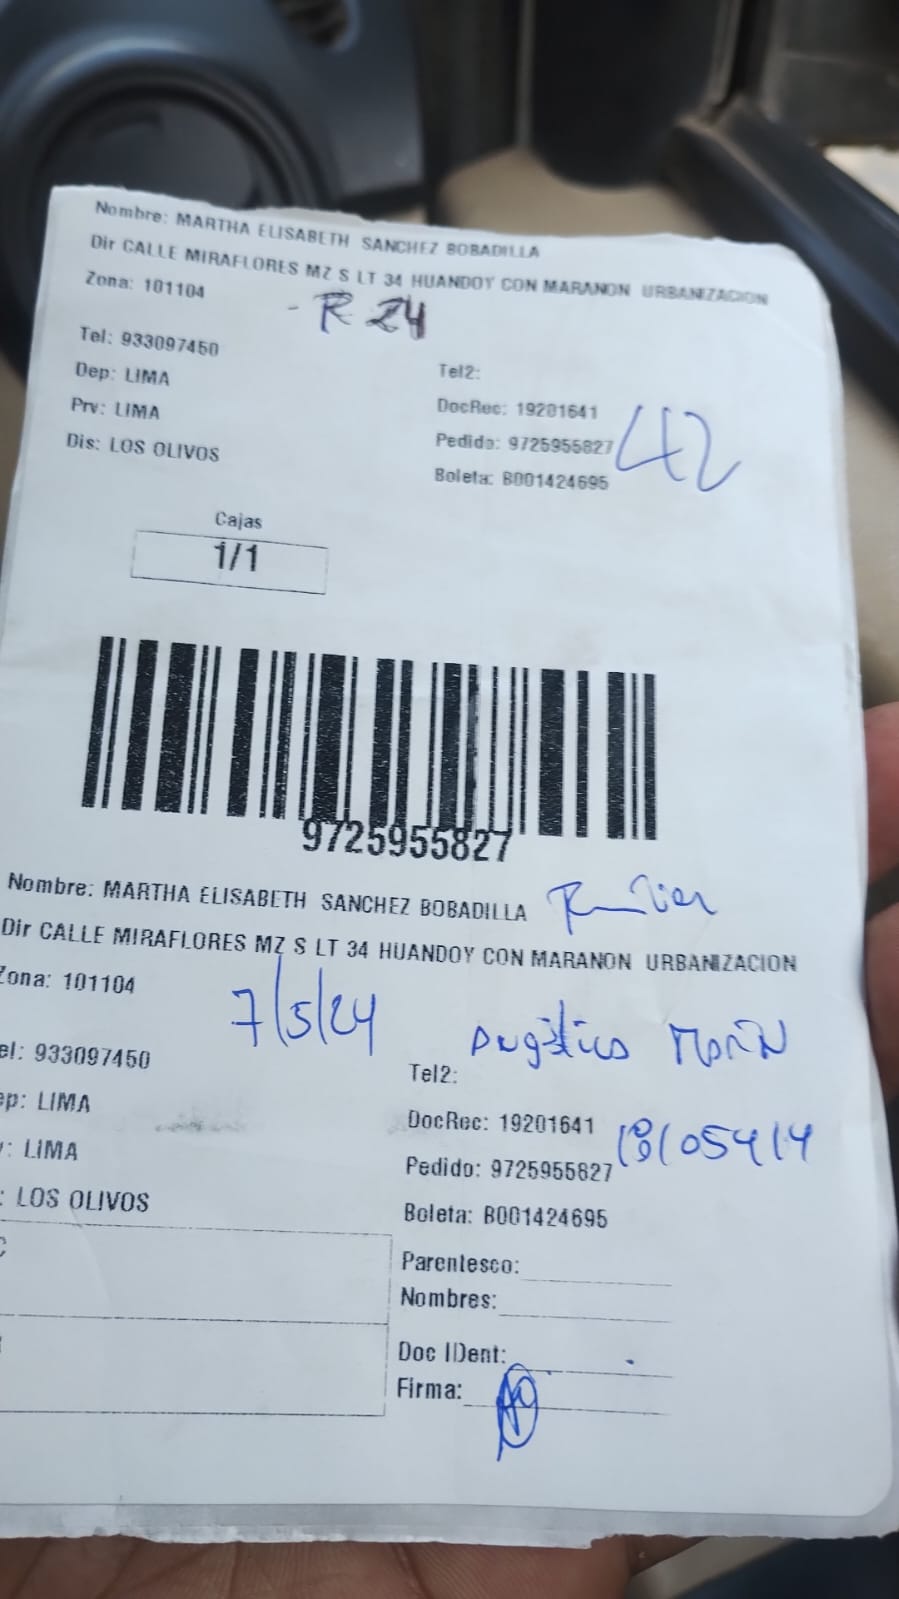 Nombre: MARTHA ELISABETH SANCHEZ BOBADILLA
Dir CALLE MIRAFLORES MZ S LT 34 HUANDOY CON MARANON URBANIZACION
Zona: 101104
- R 24
Tel: 933097450
Tel2:
Dep: LIMA
DocRec: 19201641
Prv: LIMA
Pedido: 9725955827
42
Dis: LOS OLIVOS
Boleta: B001424695
Cajas
1/1
9725955827
Nombre: MARTHA ELISABETH SANCHEZ BOBADILLA
Dir CALLE MIRAFLORES MZ S LT 34 HUANDOY CON MARANON URBANIZACION
Zona: 101104
7/5/24
el: 933097450
Tel2:
ep: LIMA
DocRec: 19201641
: LIMA
Pedido: 9725955827
: LOS OLIVOS
Boleta: B001424695
Parentesco:
Nombres:
Doc IDent:
Firma: